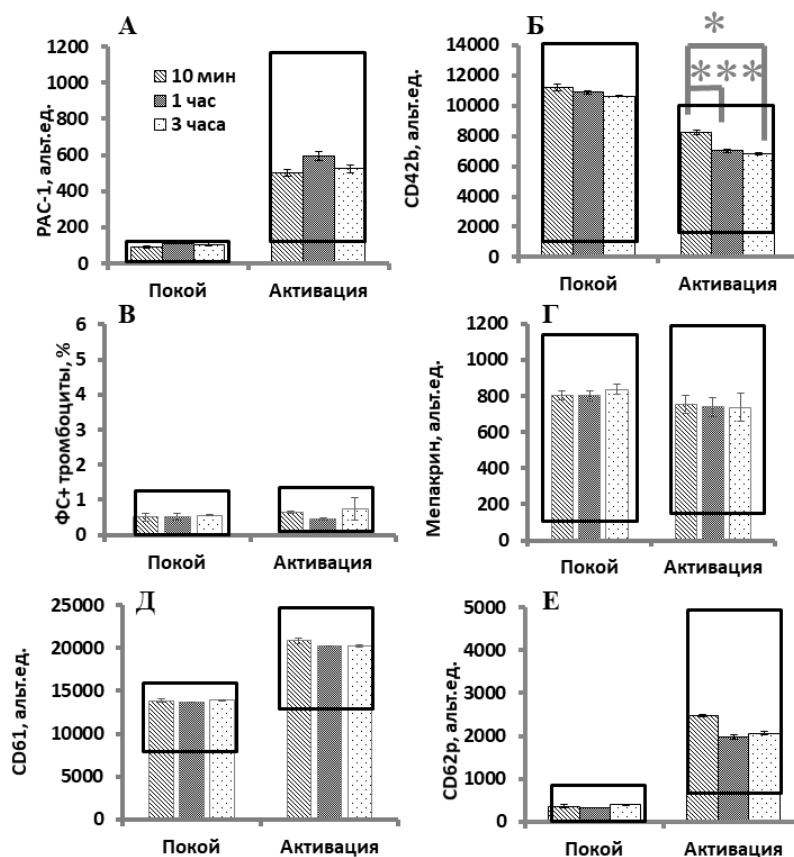 А
PAC-1, альт.ед.
1200
1000
800
600
400
200
0
10 мин
1 час
3 часа
Покой
Активация
Б
CD42b, альт.ед.
14000
12000
10000
8000
6000
4000
2000
0
*
***
Покой
Активация
В
ФС+ тромбоциты, %
6
5
4
3
2
1
0
Покой
Активация
Г
Мепакрин, альт.ед.
1200
1000
800
600
400
200
0
Покой
Активация
Д
CD61, альт.ед.
25000
20000
15000
10000
5000
0
Покой
Активация
Е
CD62p, альт.ед.
5000
4000
3000
2000
1000
0
Покой
Активация